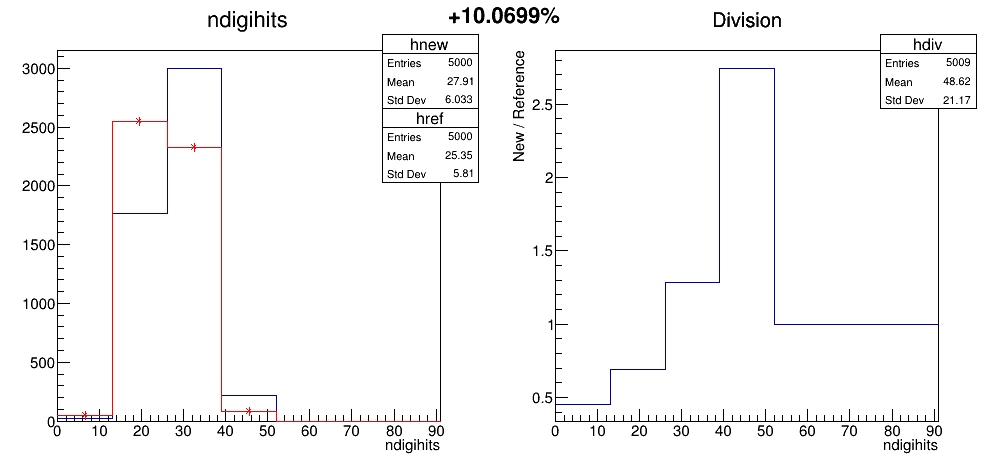 +10.0699%
ndigihits
hnew
Entries 5000
Mean 27.91
Std Dev 6.033
href
Entries 5000
Mean 25.35
Std Dev 5.81
3000
2500
2000
1500
1000
500
0
0 10 20 30 40 50 60 70 80 90
ndigihits
Division
hdiv
Entries 5009
Mean 48.62
Std Dev 21.17
New / Reference
2.5
2
1.5
1
0.5
0 10 20 30 40 50 60 70 80 90
ndigihits